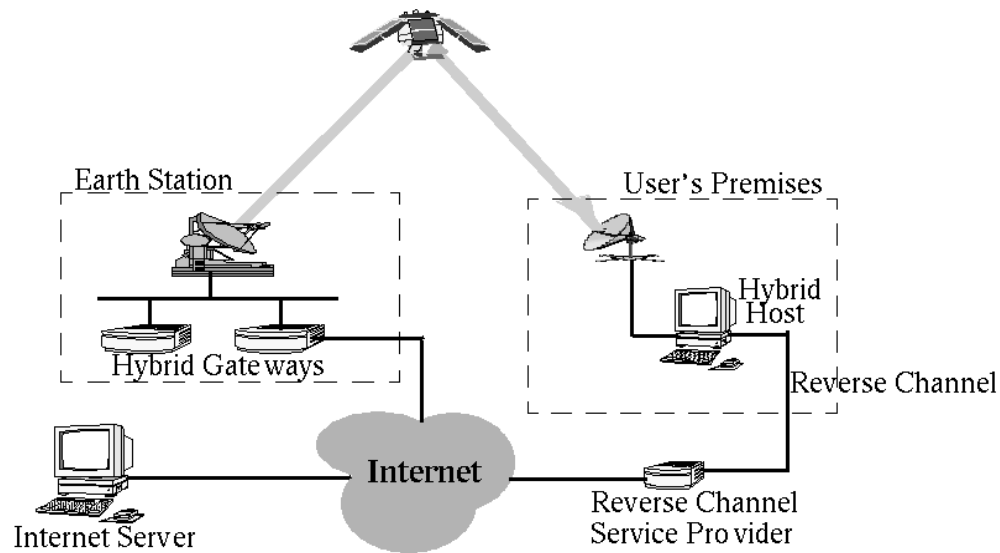 Earth Station
User's Premises
Hybrid
Host
Hybrid Gateways
Reverse Channel
Internet
Internet Server
Reverse Channel
Service Provider